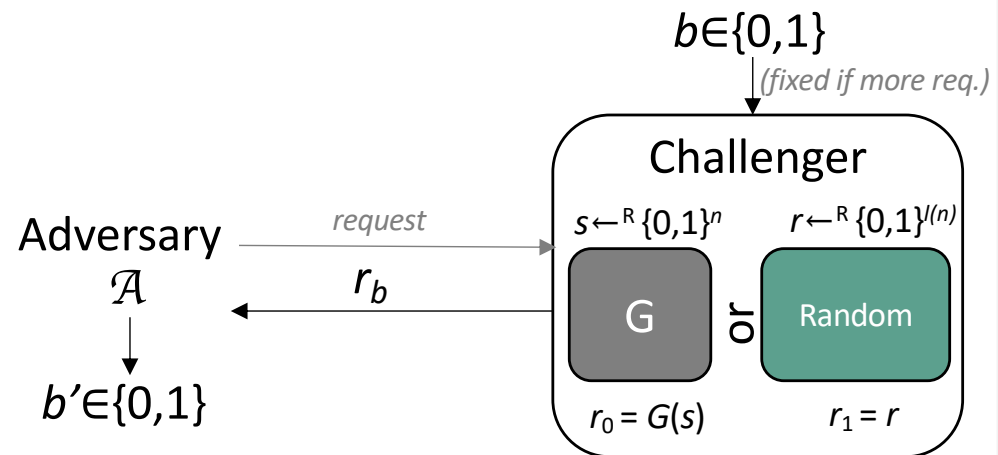 b∈{0,1}
(fixed if more req.)
Challenger
s←ᴿ {0,1}ⁿ
r←ᴿ {0,1}ˡ⁽ⁿ⁾
Adversary
𝒜
request
r_b
G
or
Random
b’∈{0,1}
r₀ = G(s)
r₁ = r